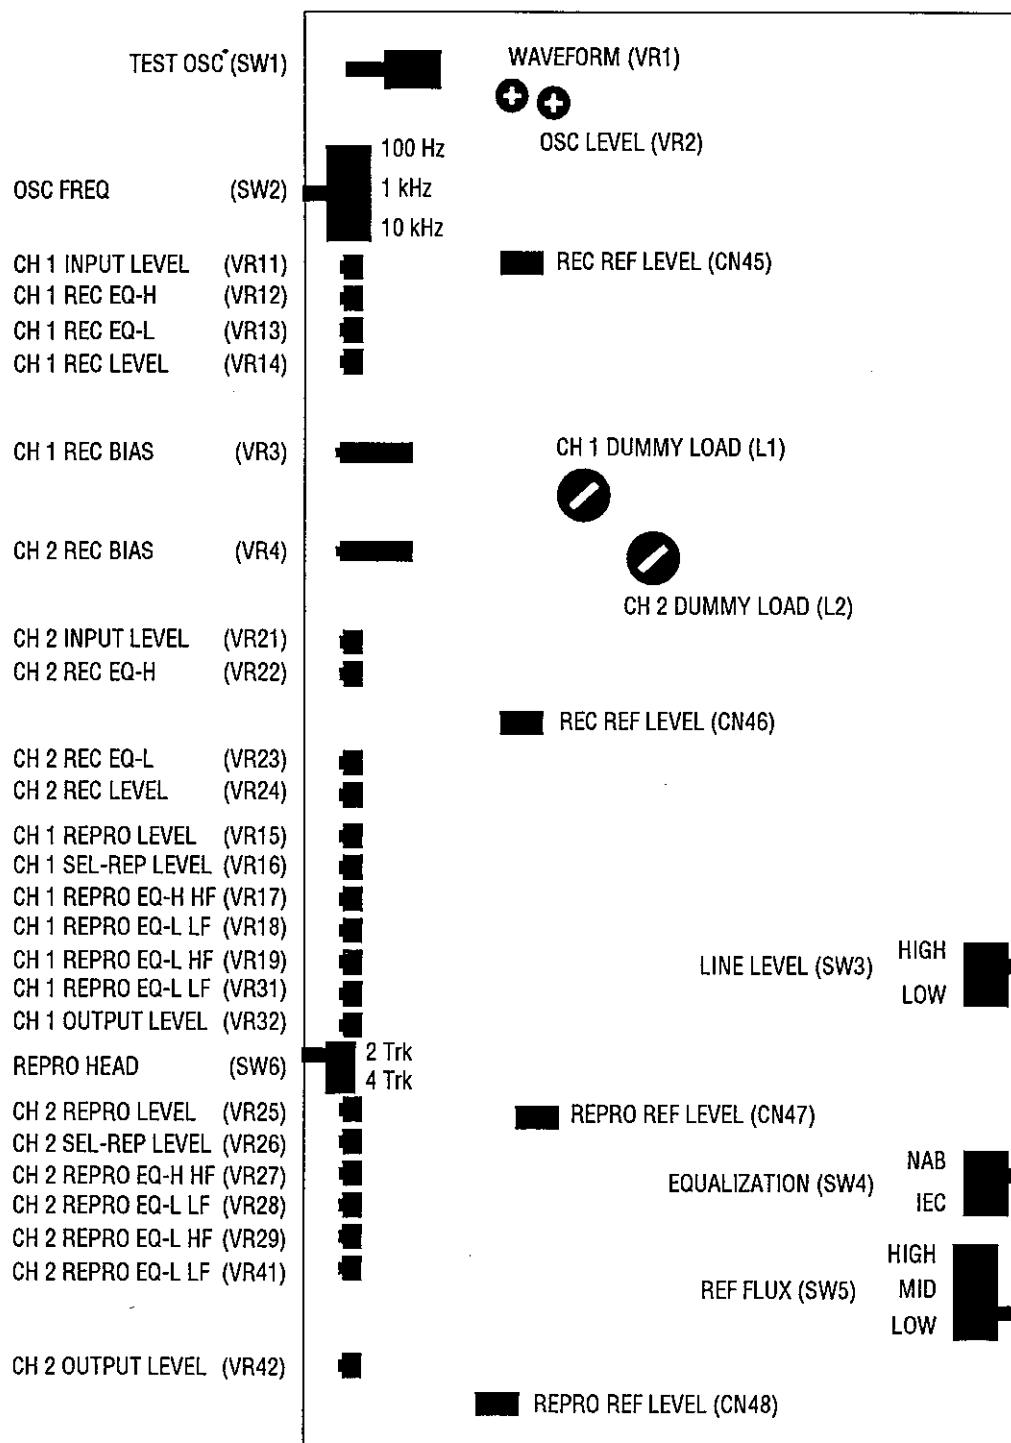 TEST OSC (SW1)
WAVEFORM (VR1)
OSC LEVEL (VR2)
100 Hz
OSC FREQ (SW2) 1 kHz
10 kHz
CH 1 INPUT LEVEL (VR11) REC REF LEVEL (CN45)
CH 1 REC EQ-H (VR12)
CH 1 REC EQ-L (VR13)
CH 1 REC LEVEL (VR14)
CH 1 REC BIAS (VR3) CH 1 DUMMY LOAD (L1)
CH 2 REC BIAS (VR4)
CH 2 DUMMY LOAD (L2)
CH 2 INPUT LEVEL (VR21)
CH 2 REC EQ-H (VR22)
REC REF LEVEL (CN46)
CH 2 REC EQ-L (VR23)
CH 2 REC LEVEL (VR24)
CH 1 REPRO LEVEL (VR15)
CH 1 SEL-REP LEVEL (VR16)
CH 1 REPRO EQ-H HF (VR17)
CH 1 REPRO EQ-L LF (VR18)
CH 1 REPRO EQ-L HF (VR19)
CH 1 REPRO EQ-L LF (VR31)
CH 1 OUTPUT LEVEL (VR32)
LINE LEVEL (SW3)
HIGH
LOW
REPRO HEAD (SW6)
2 Trk
4 Trk
CH 2 REPRO LEVEL (VR25) REPRO REF LEVEL (CN47)
CH 2 SEL-REP LEVEL (VR26)
CH 2 REPRO EQ-H HF (VR27)
CH 2 REPRO EQ-L LF (VR28)
CH 2 REPRO EQ-L HF (VR29)
CH 2 REPRO EQ-L LF (VR41)
EQUALIZATION (SW4)
NAB
IEC
REF FLUX (SW5)
HIGH
MID
LOW
CH 2 OUTPUT LEVEL (VR42)
REPRO REF LEVEL (CN48)